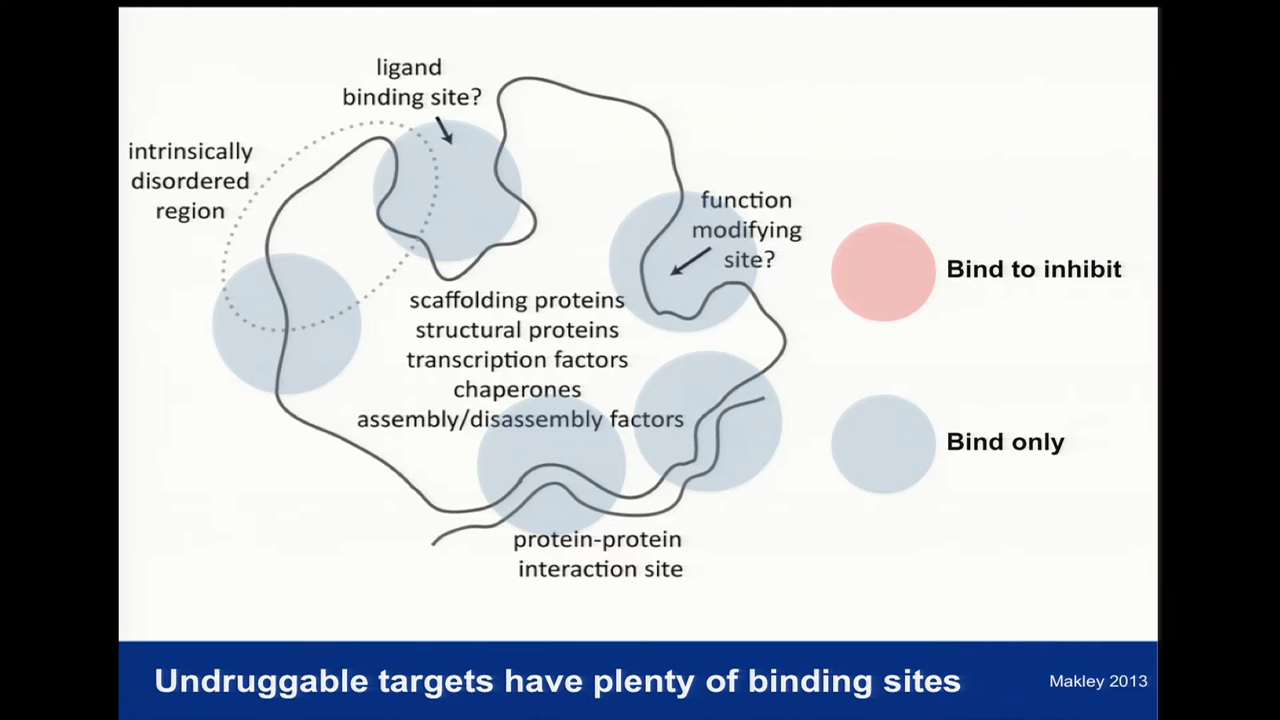 ligand
binding site?
intrinsically
disordered
region
function
modifying
site?
scaffolding proteins
structural proteins
transcription factors
chaperones
assembly/disassembly factors
protein-protein
interaction site
Bind to inhibit
Bind only
Undruggable targets have plenty of binding sites
Makley 2013